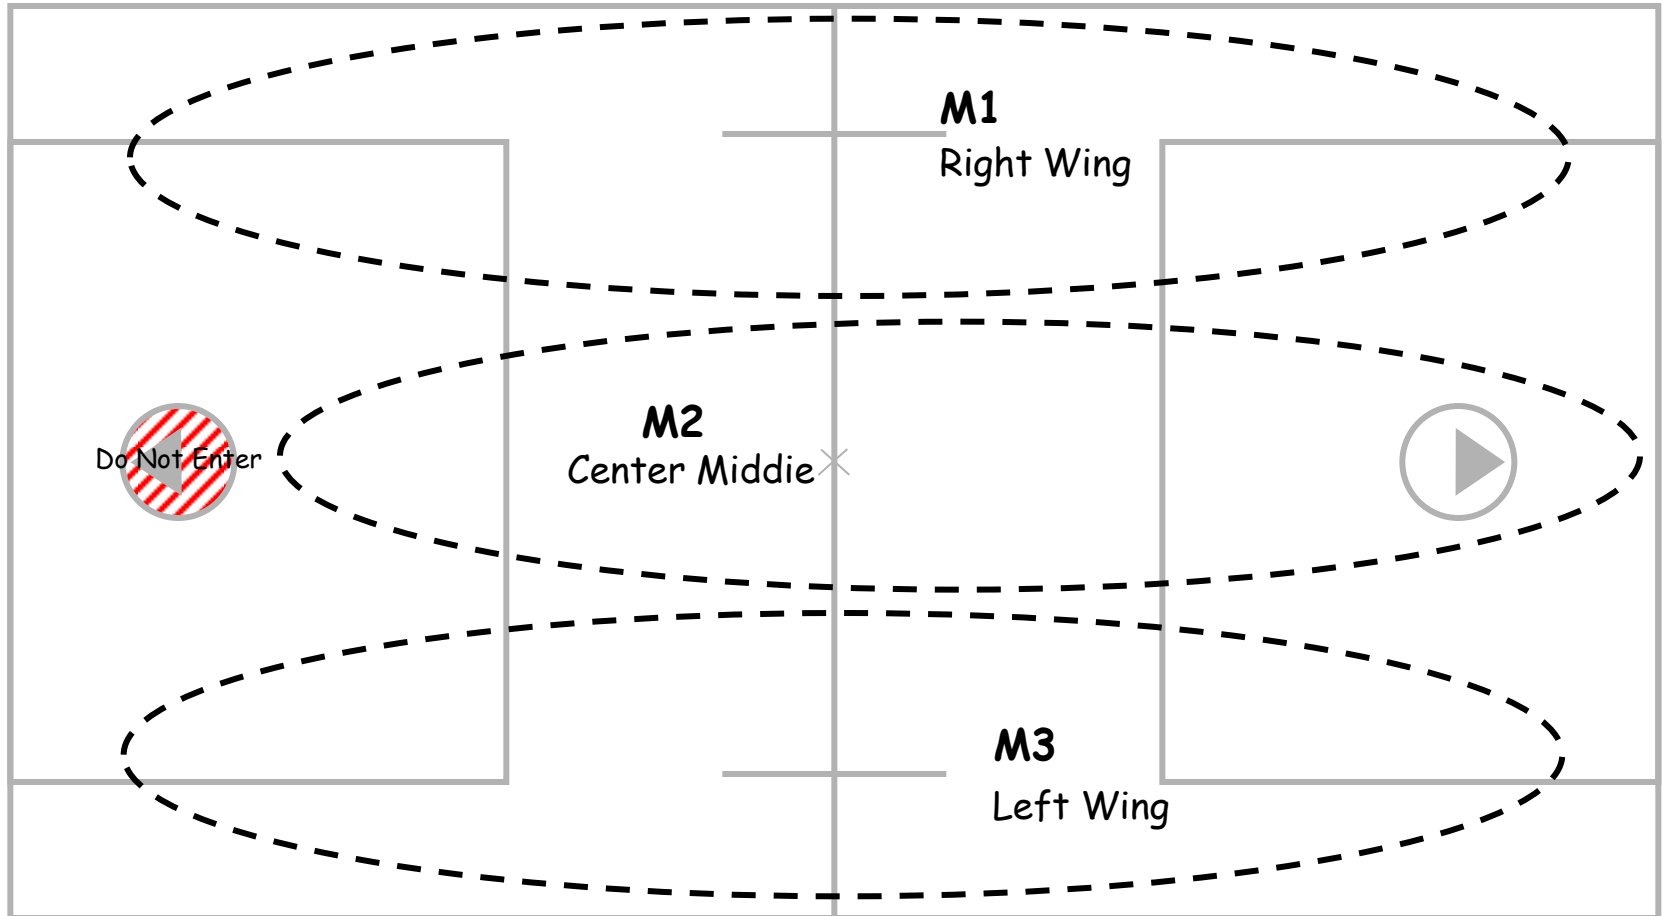 M1
Right Wing
M2
Center Middie
Do Not Enter
M3
Left Wing